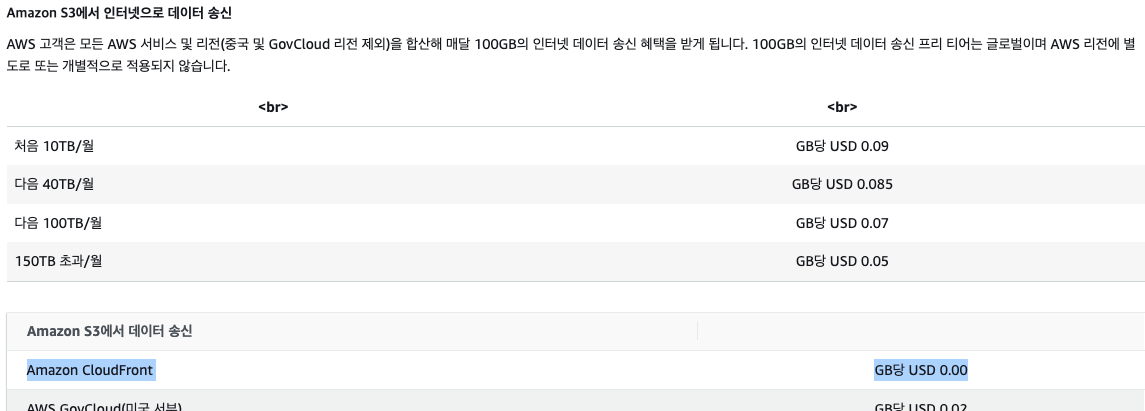 Amazon S3에서 인터넷으로 데이터 송신
AWS 고객은 모든 AWS 서비스 및 리전(중국 및 GovCloud 리전 제외)을 합산해 매달 100GB의 인터넷 데이터 송신 혜택을 받게 됩니다. 100GB의 인터넷 데이터 송신 프리 티어는 글로벌이며 AWS 리전에 별
도로 또는 개별적으로 적용되지 않습니다.
<br> <br>
처음 10TB/월 GB당 USD 0.09
다음 40TB/월 GB당 USD 0.085
다음 100TB/월 GB당 USD 0.07
150TB 초과/월 GB당 USD 0.05
Amazon S3에서 데이터 송신
Amazon CloudFront GB당 USD 0.00
AWS GovCloud(미국 서부) GB당 USD 0.02